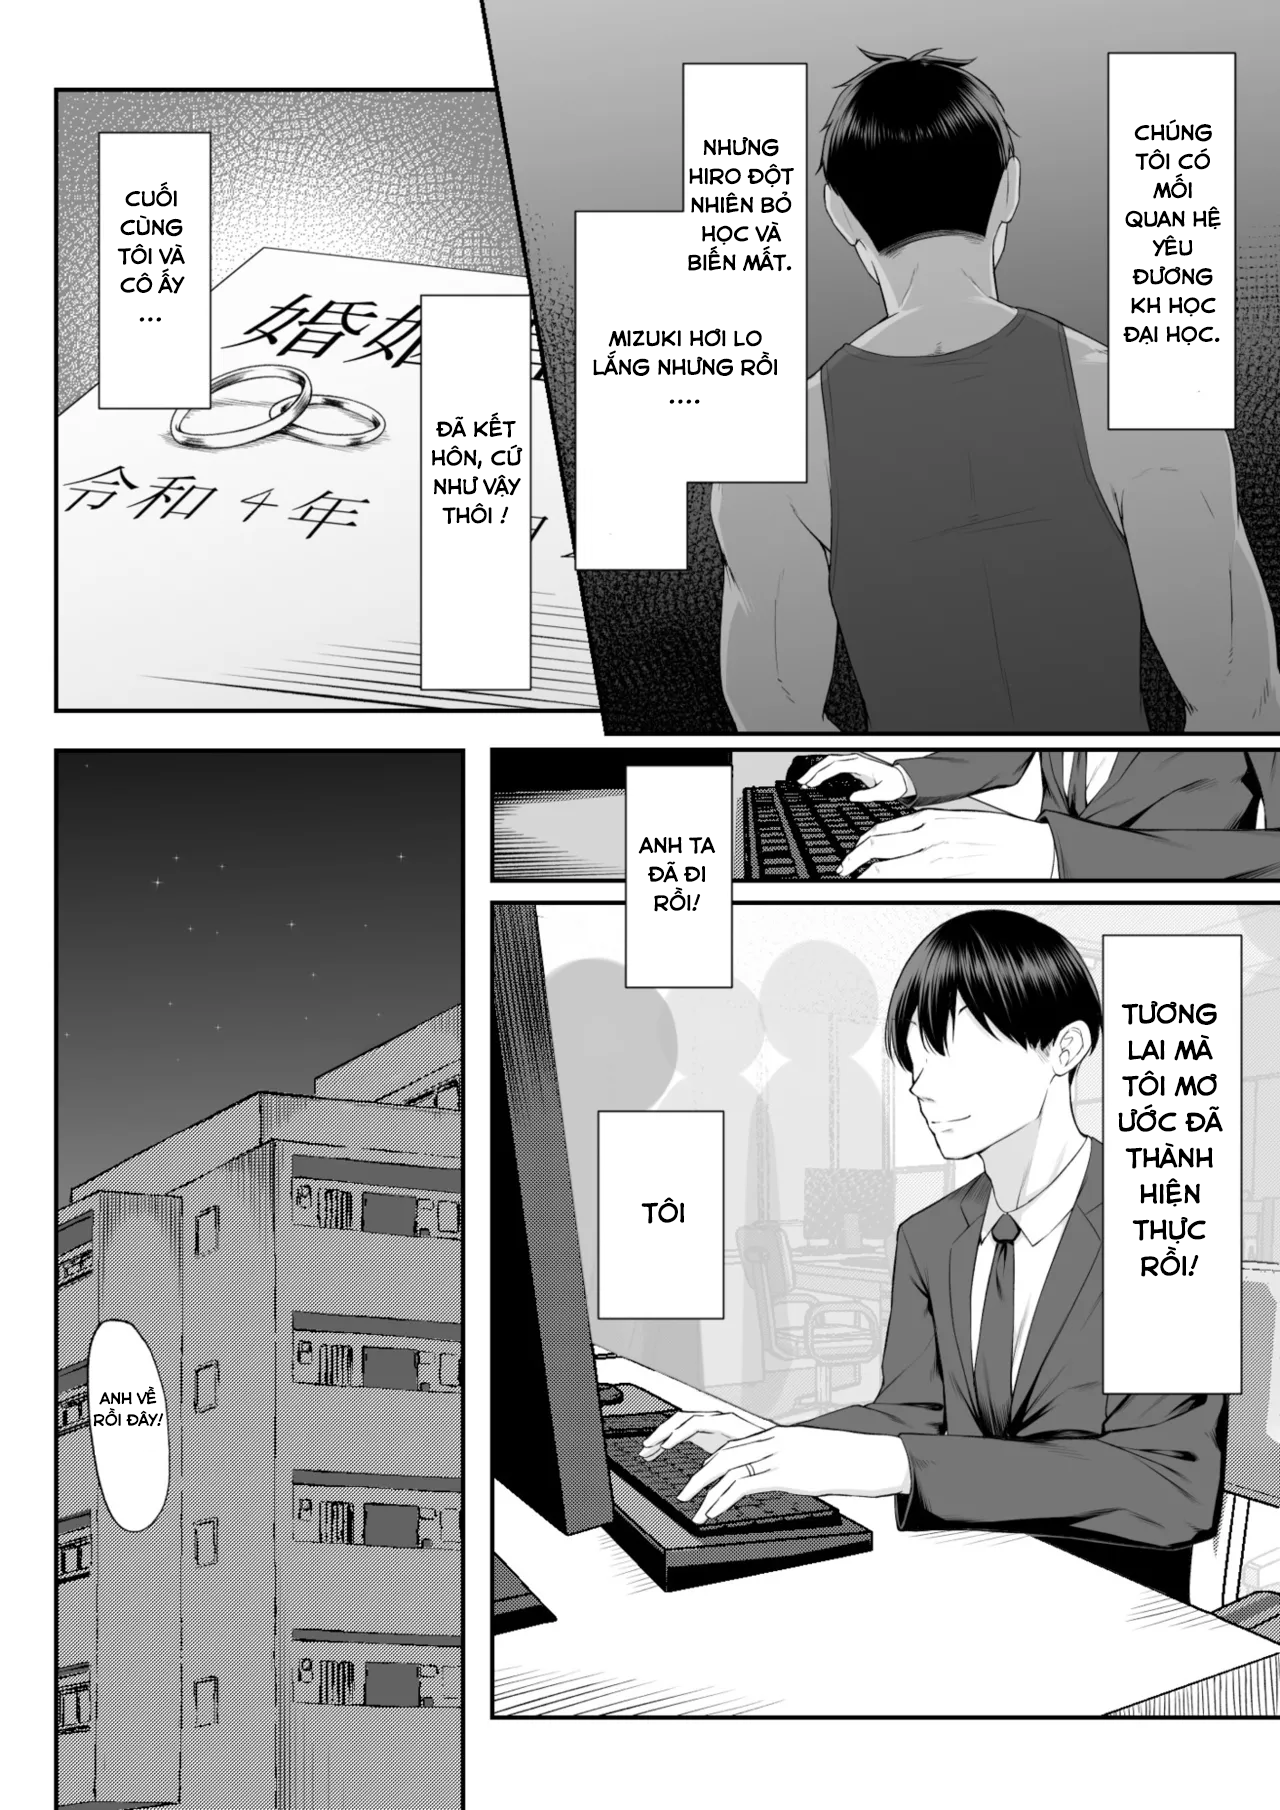 CHÚNG
TÔI CÓ
MỐI
QUAN HỆ
YÊU
ĐƯƠNG
KH HỌC
ĐẠI HỌC.
NHƯNG
HIRO ĐỘT
NHIÊN BỎ
HỌC VÀ
BIẾN MẤT.
MIZUKI HƠI LO
LẮNG NHƯNG RỒI
....
CUỐI
CÙNG
TÔI VÀ
CÔ ẤY
...
ĐÃ KẾT
HÔN, CỨ
NHƯ VẬY
THÔI !
婚姻
令和 4 年
ANH TA
ĐÃ ĐI
RỒI!
TƯƠNG
LAI MÀ
TÔI MƠ
ƯỚC ĐÃ
THÀNH
HIỆN
THỰC
RỒI!
TÔI
ANH VỀ
RỒI ĐÂY!